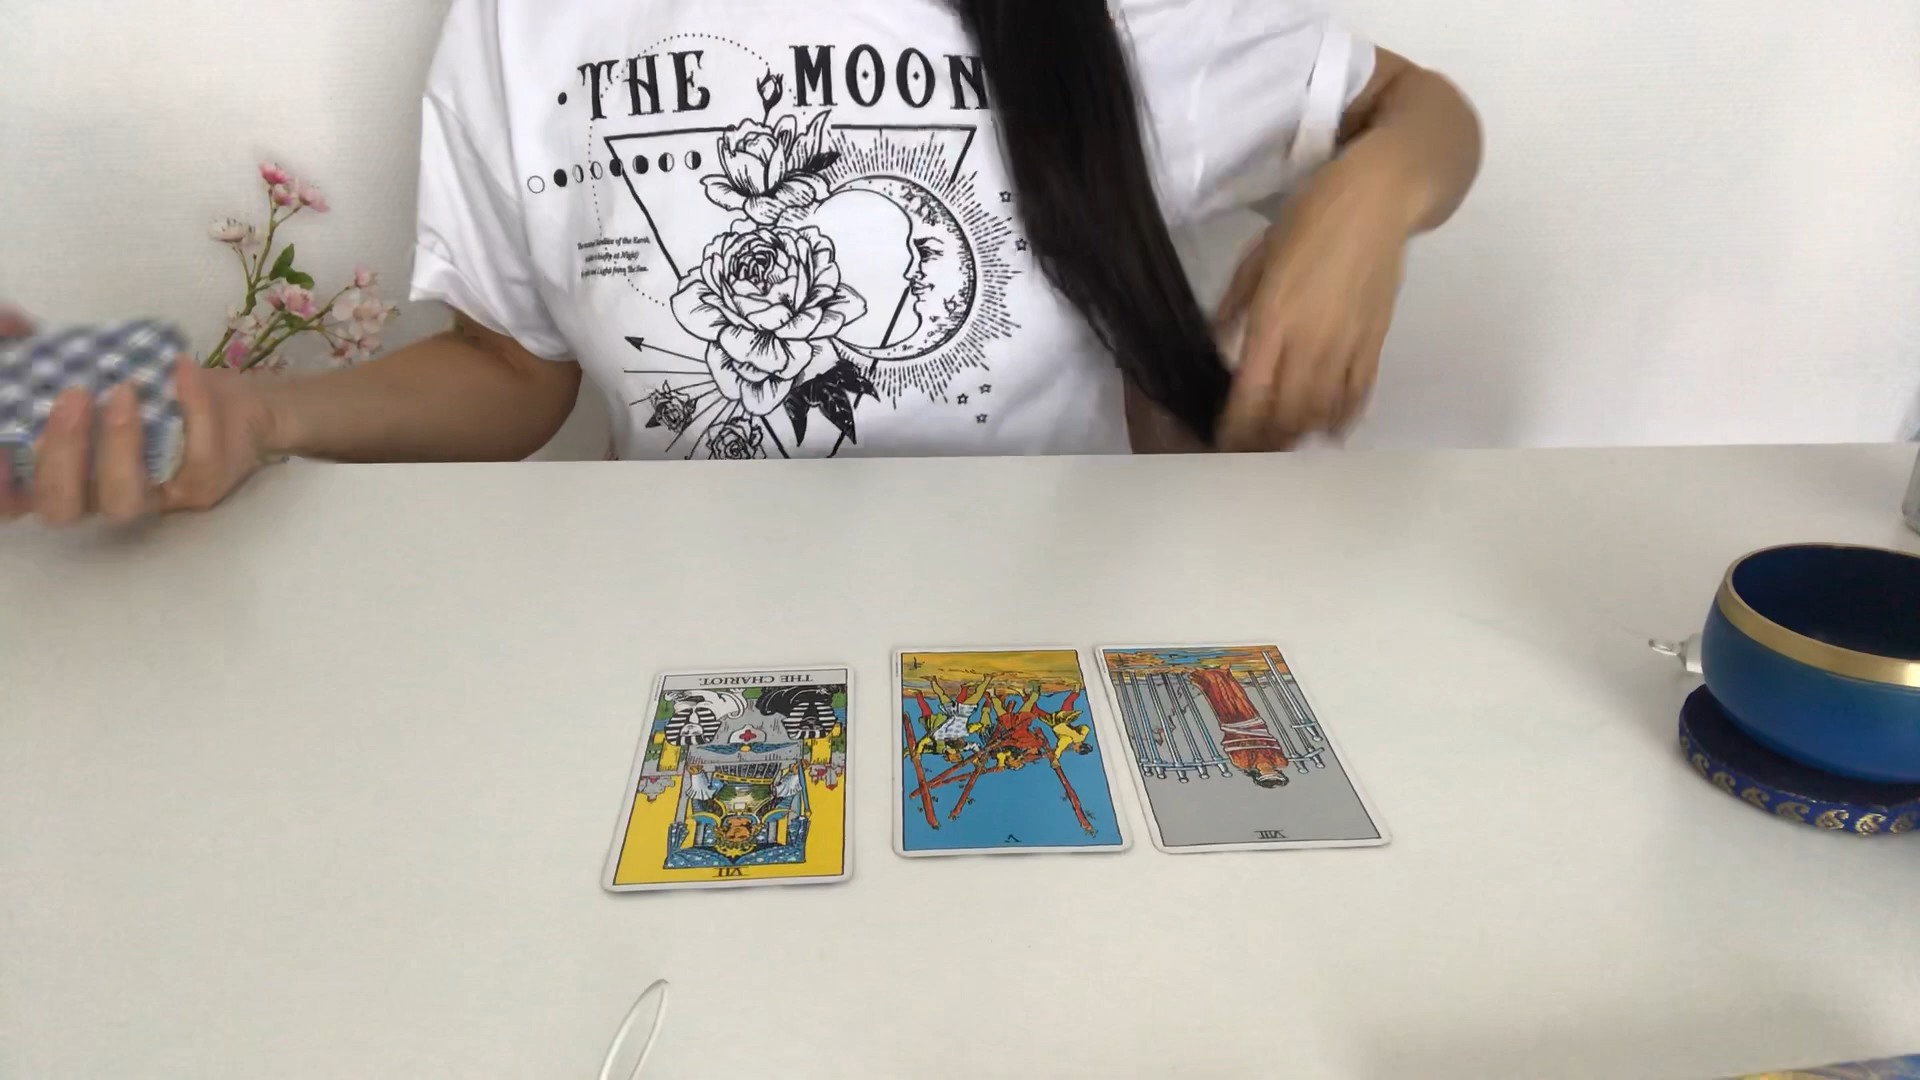 THE MOON
THE CHARIOT.
VII
V
VIII